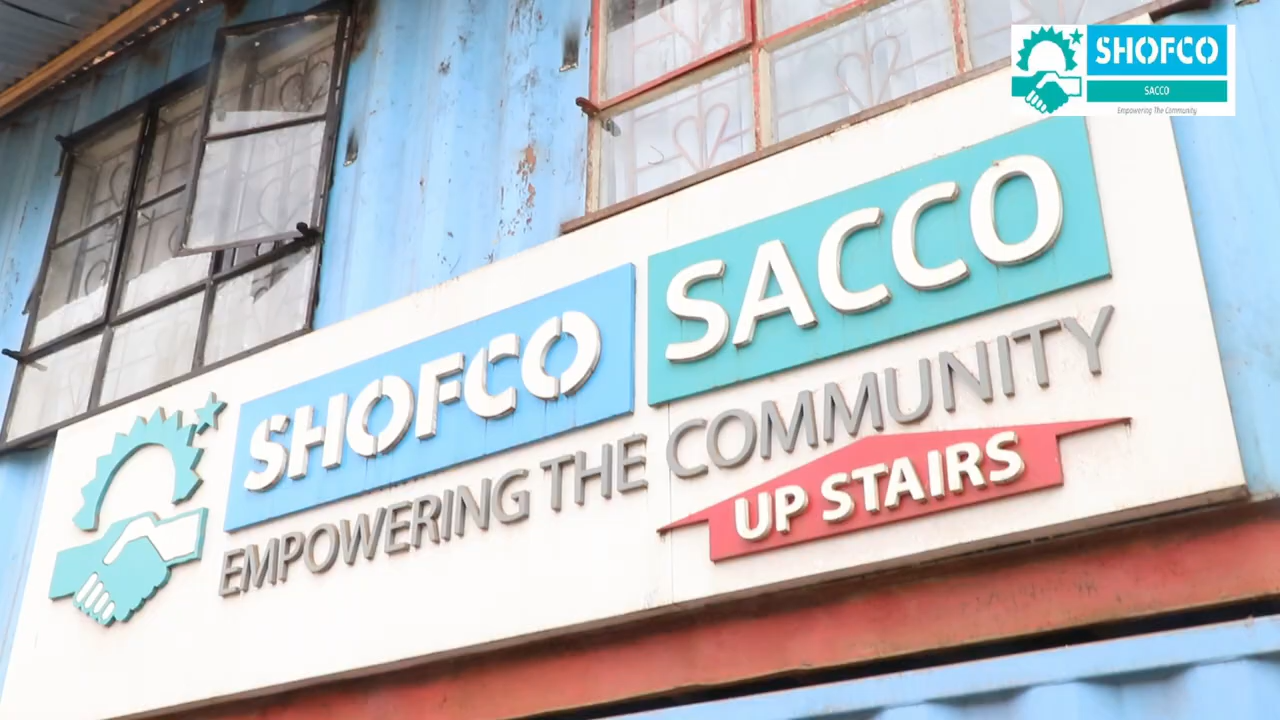 SHOFCO
SACCO
Empowering The Community
SHOFCO SACCO
EMPOWERING THE COMMUNITY
UP STAIRS